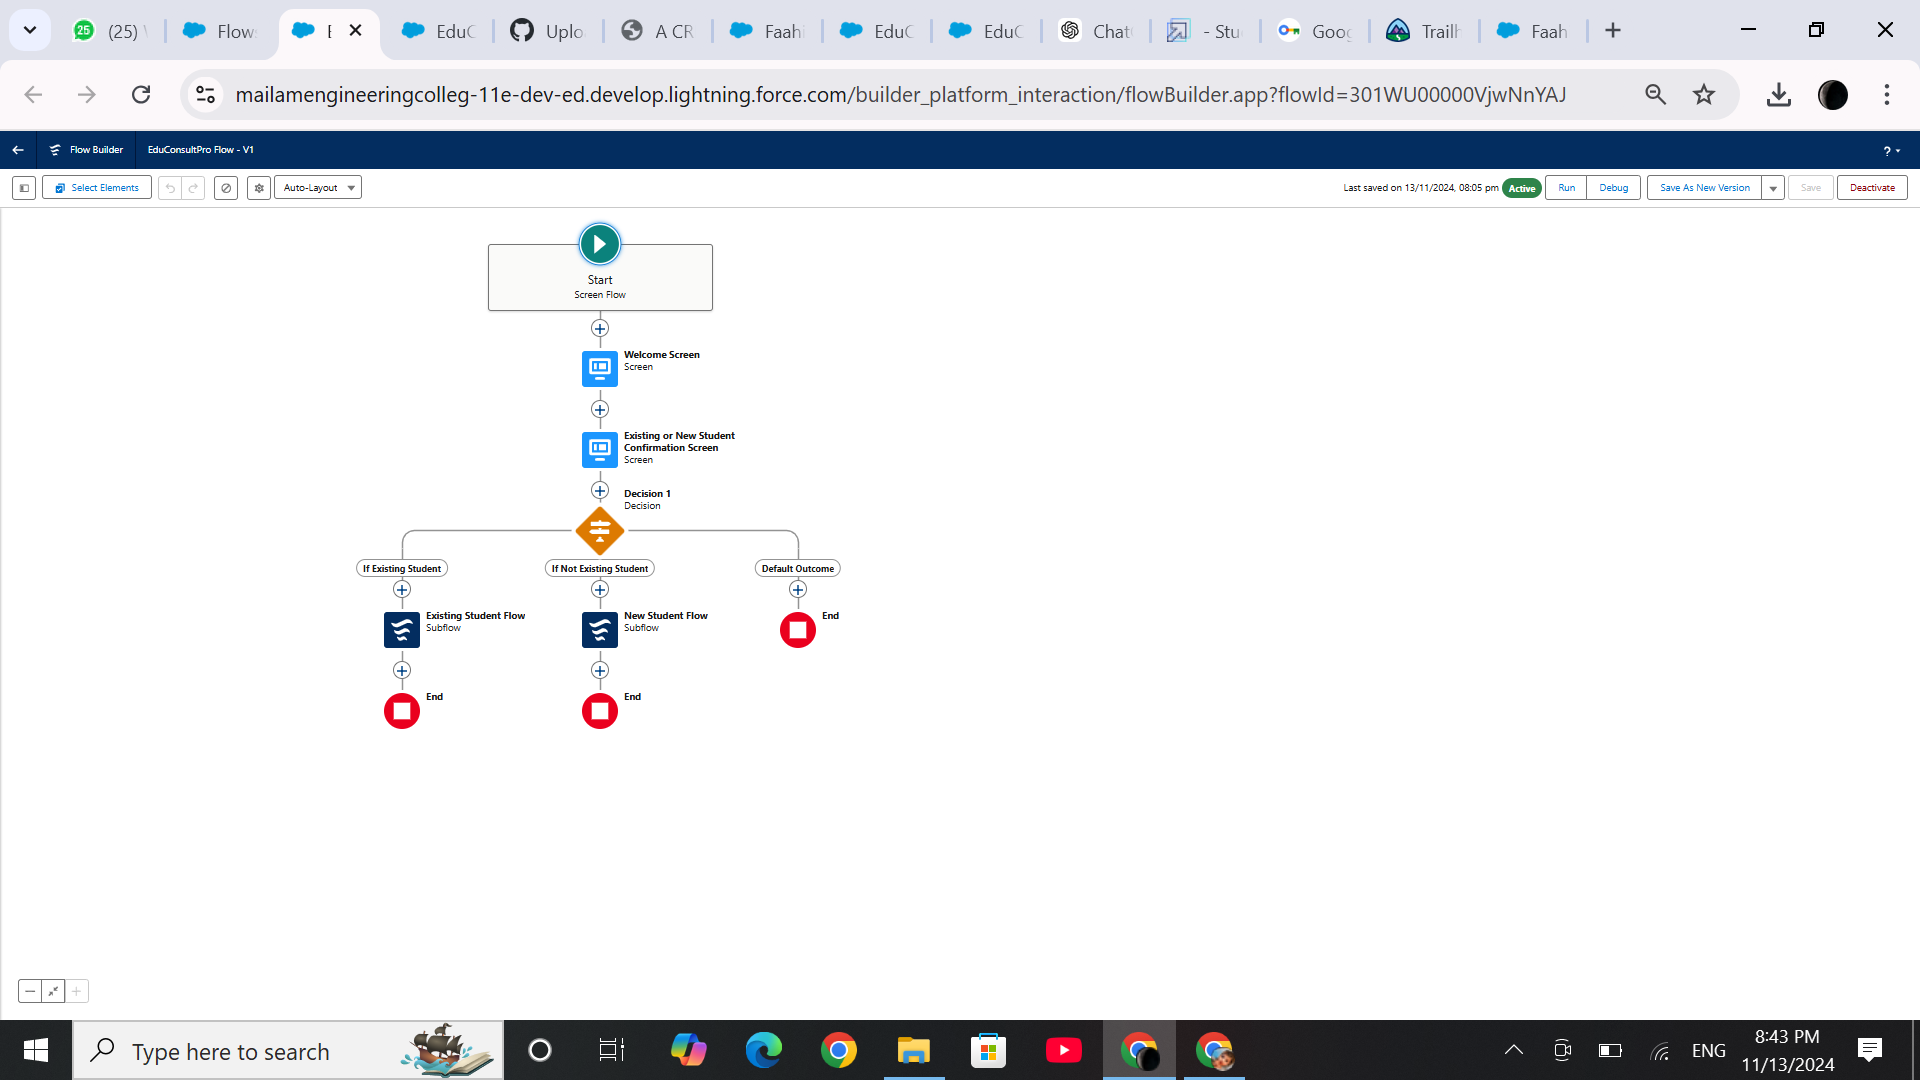 25 (25)
Flow
E
EduC
Uplo
A CR
Faahi
EduC
EduC
Chat
- Stu
Goog
Trailh
Faah
mailamengineeringcolleg-11e-dev-ed.develop.lightning.force.com/builder_platform_interaction/flowBuilder.app?flowId=301WU00000VjwNnYAJ
Flow Builder EduConsultPro Flow - V1 ?
Select Elements Auto-Layout Last saved on 13/11/2024, 08:05 pm Active Run Debug Save As New Version Save Deactivate
Start
Screen Flow
Welcome Screen
Screen
Existing or New Student
Confirmation Screen
Screen
Decision 1
Decision
If Existing Student If Not Existing Student Default Outcome
Existing Student Flow
Subflow
New Student Flow
Subflow
End
End
End
Type here to search
ENG
8:43 PM
11/13/2024